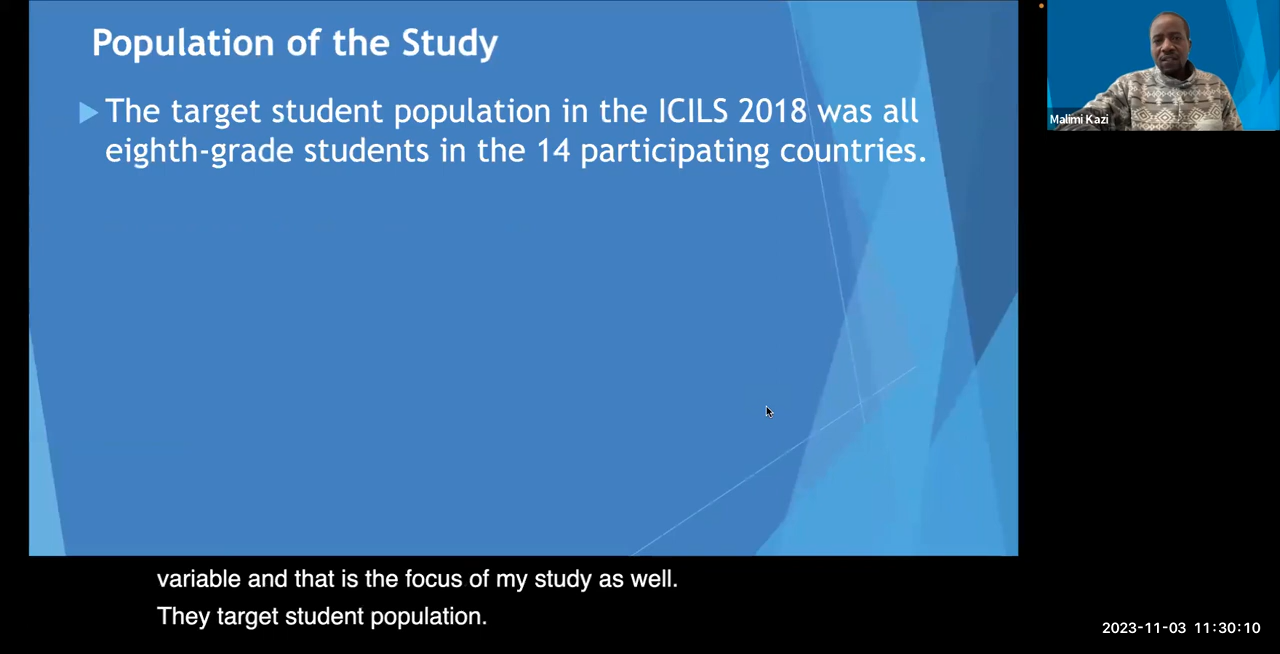 Population of the Study
The target student population in the ICILS 2018 was all
eighth-grade students in the 14 participating countries.
Malimi Kazi
variable and that is the focus of my study as well.
They target student population.
2023-11-03 11:30:10